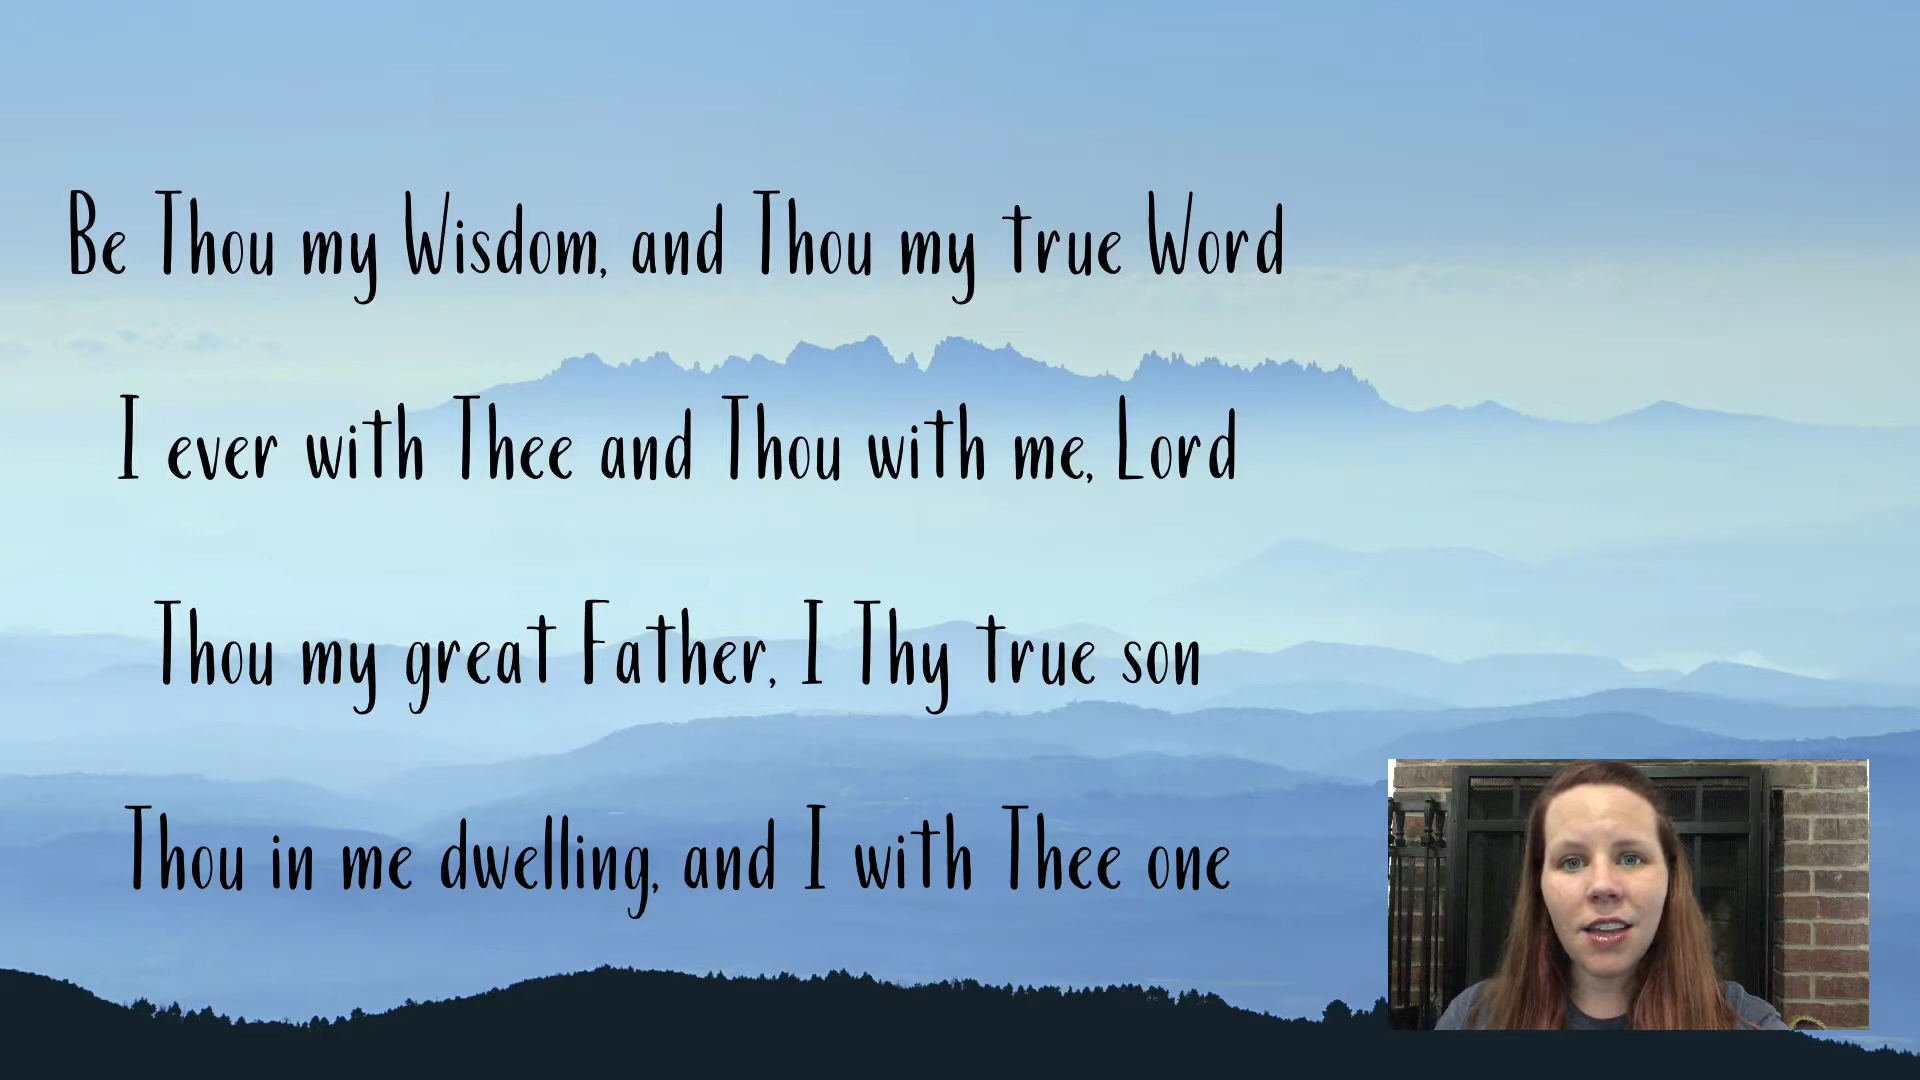 Be Thou my Wisdom, and Thou my true Word
I ever with Thee and Thou with me, Lord
Thou my great Father, I Thy true son
Thou in me dwelling, and I with Thee one